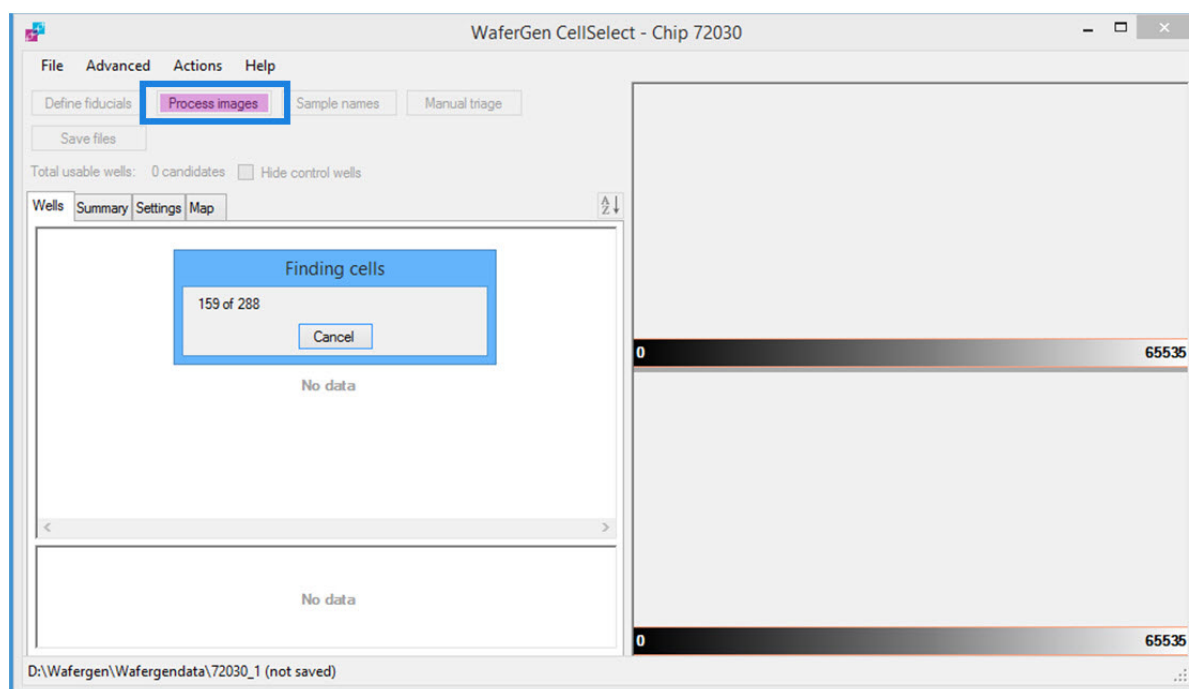 WaferGen CellSelect - Chip 72030
File Advanced Actions Help
Define fiducials Process images Sample names Manual triage
Save files
Total usable wells: 0 candidates Hide control wells
Wells Summary Settings Map AZ
Finding cells
159 of 288
Cancel
No data
0 65535
No data
0 65535
D:\Wafergen\Wafergendata\72030_1 (not saved)